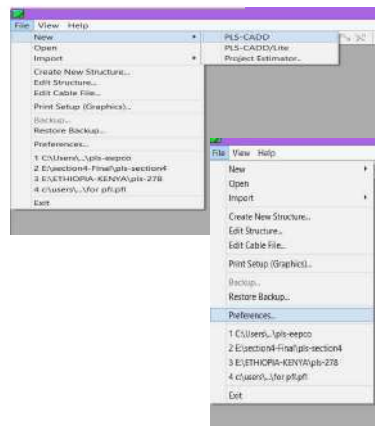 File View Help
New
PLS-CADD
Open
PLS-CADD/Lite
Import
Project Estimator...
Create New Structure...
Edit Structure...
Edit Cable File...
Print Setup (Graphics)...
Backup...
Restore Backup...
Preferences...
1 C:\Users\...\pls-eepco
2 E:\section4-Final\pls-section4
3 E:\ETHIOPIA-KENYA\pls-278
4 c:\users\...\for pfl.pfl
Exit
File View Help
New
Open
Import
Create New Structure...
Edit Structure...
Edit Cable File...
Print Setup (Graphics)...
Backup...
Restore Backup...
Preferences...
1 C:\Users\...\pls-eepco
2 E:\section4-Final\pls-section4
3 E:\ETHIOPIA-KENYA\pls-278
4 c:\users\...\for pfl.pfl
Exit